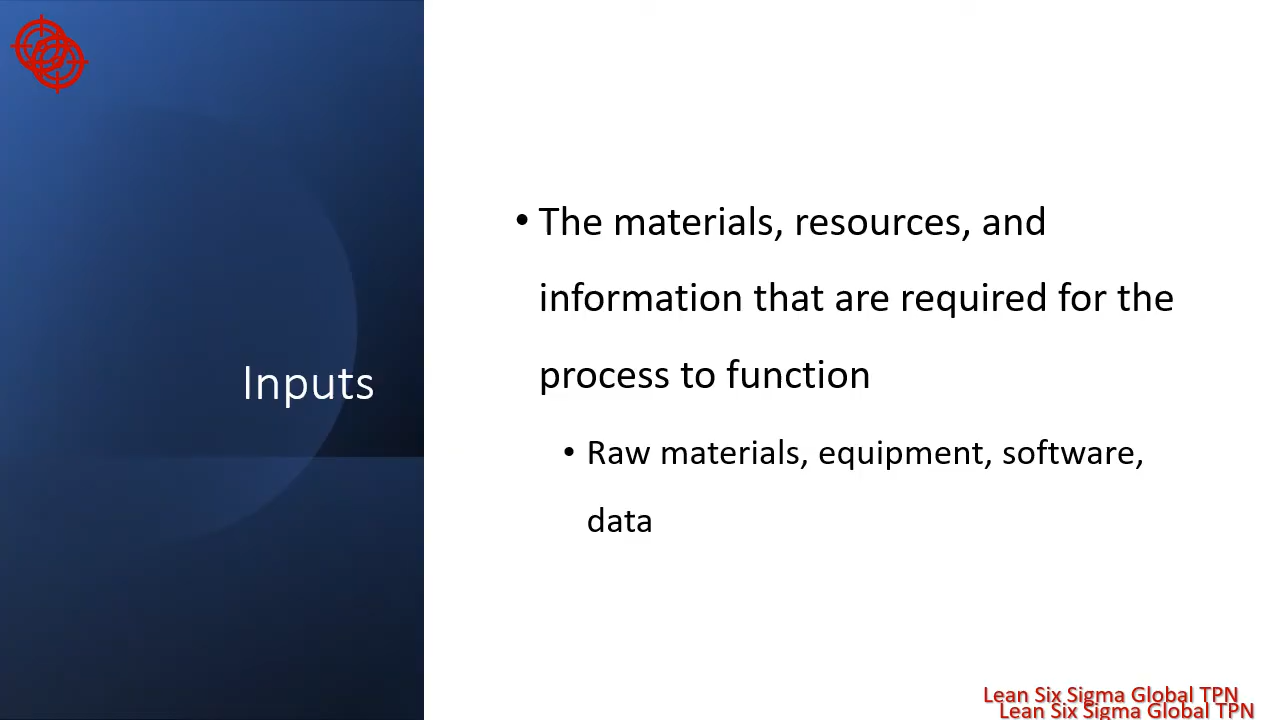 Inputs
• The materials, resources, and
information that are required for the
process to function
• Raw materials, equipment, software,
data
Lean Six Sigma Global TPN
Lean Six Sigma Global TPN